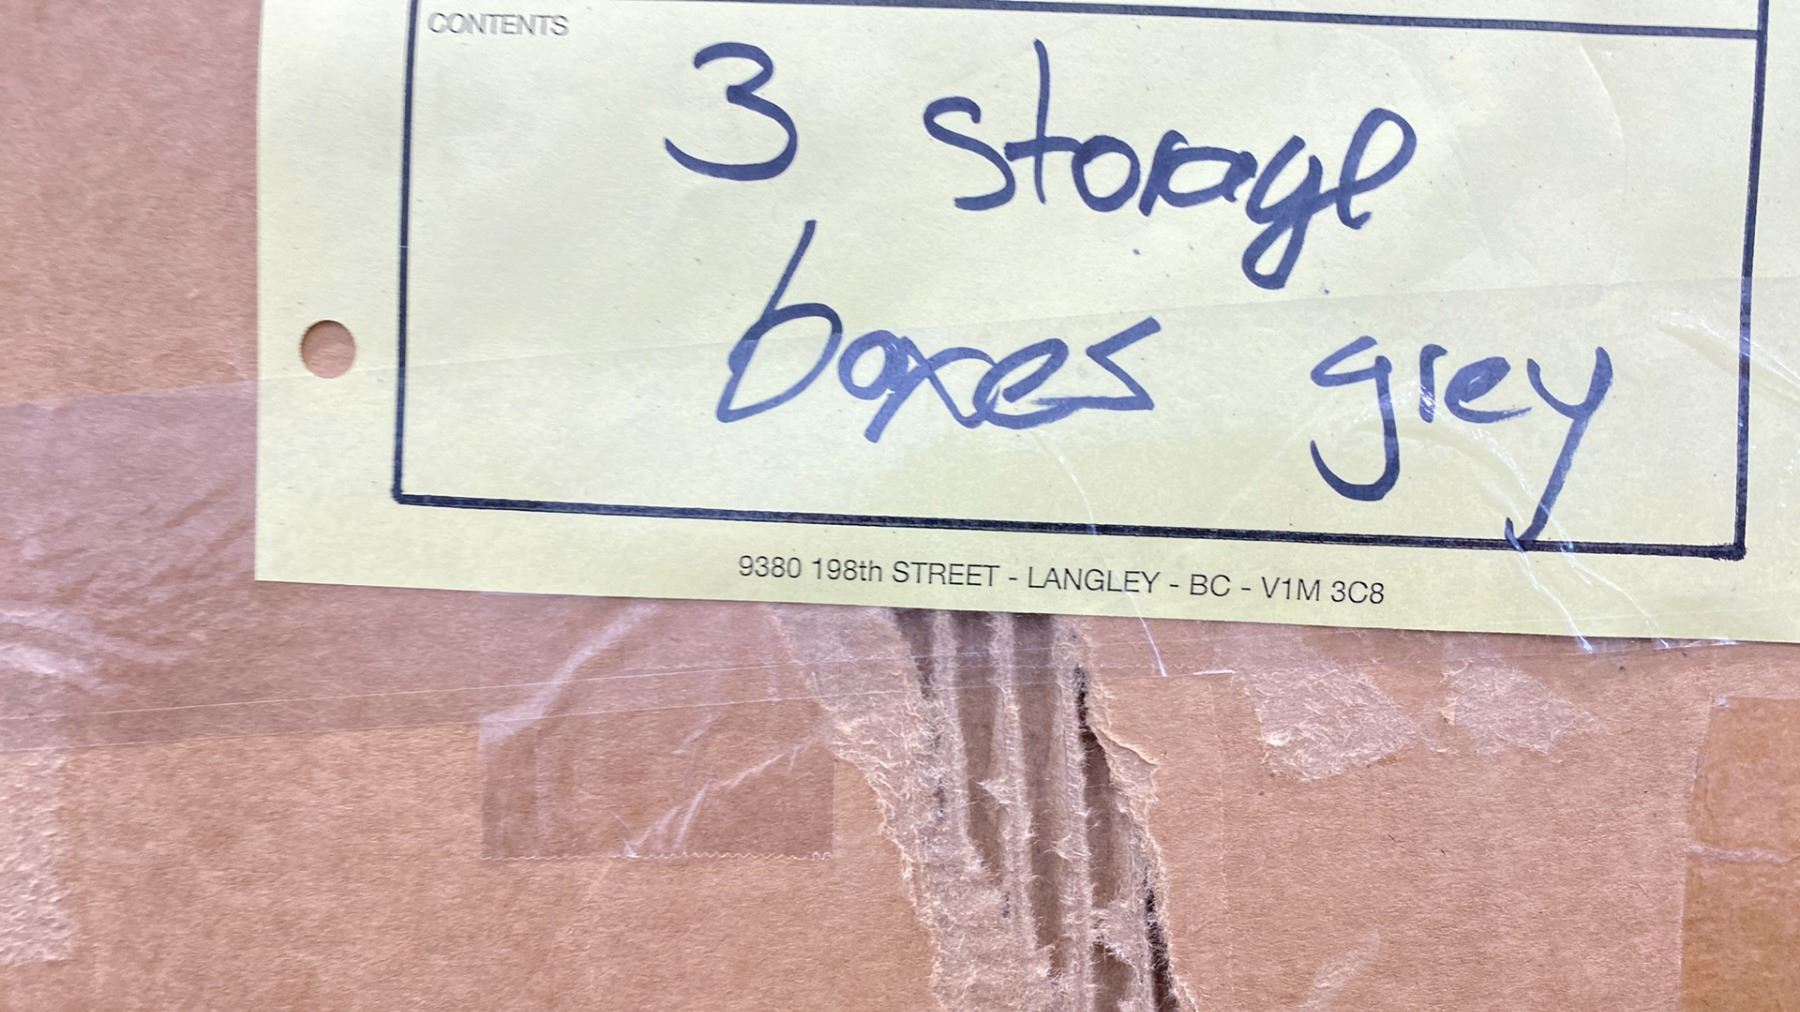 CONTENTS
3 storage
boxes grey
9380 198th STREET - LANGLEY - BC - V1M 3C8